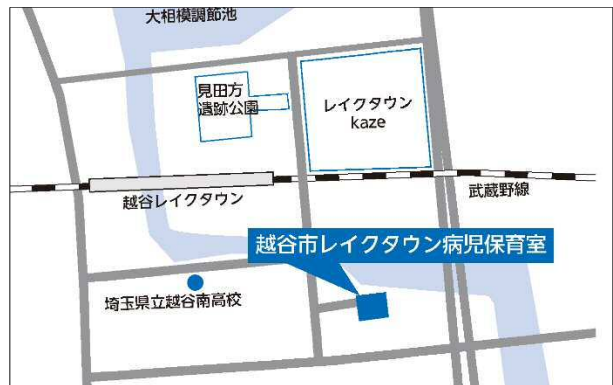 大相模調節池
見田方
遺跡公園
レイクタウン
kaze
越谷レイクタウン
武蔵野線
越谷市レイクタウン病児保育室
埼玉県立越谷南高校